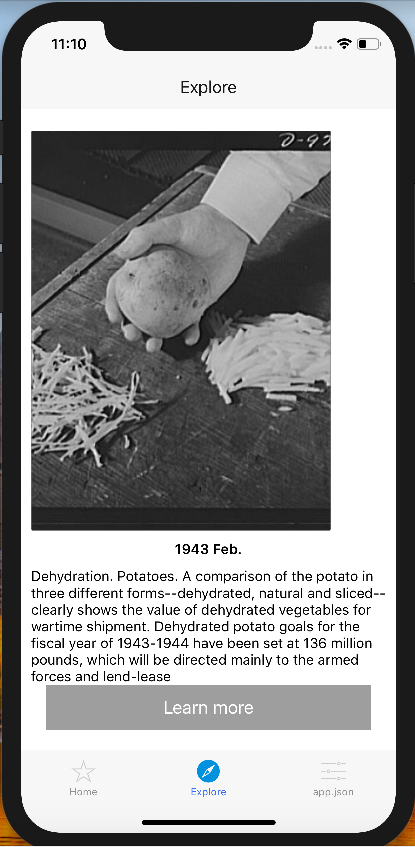 11:10
Explore
D-92
1943 Feb.
Dehydration. Potatoes. A comparison of the potato in
three different forms--dehydrated, natural and sliced--
clearly shows the value of dehydrated vegetables for
wartime shipment. Dehydrated potato goals for the
fiscal year of 1943-1944 have been set at 136 million
pounds, which will be directed mainly to the armed
forces and lend-lease
Learn more
Home Explore app.json